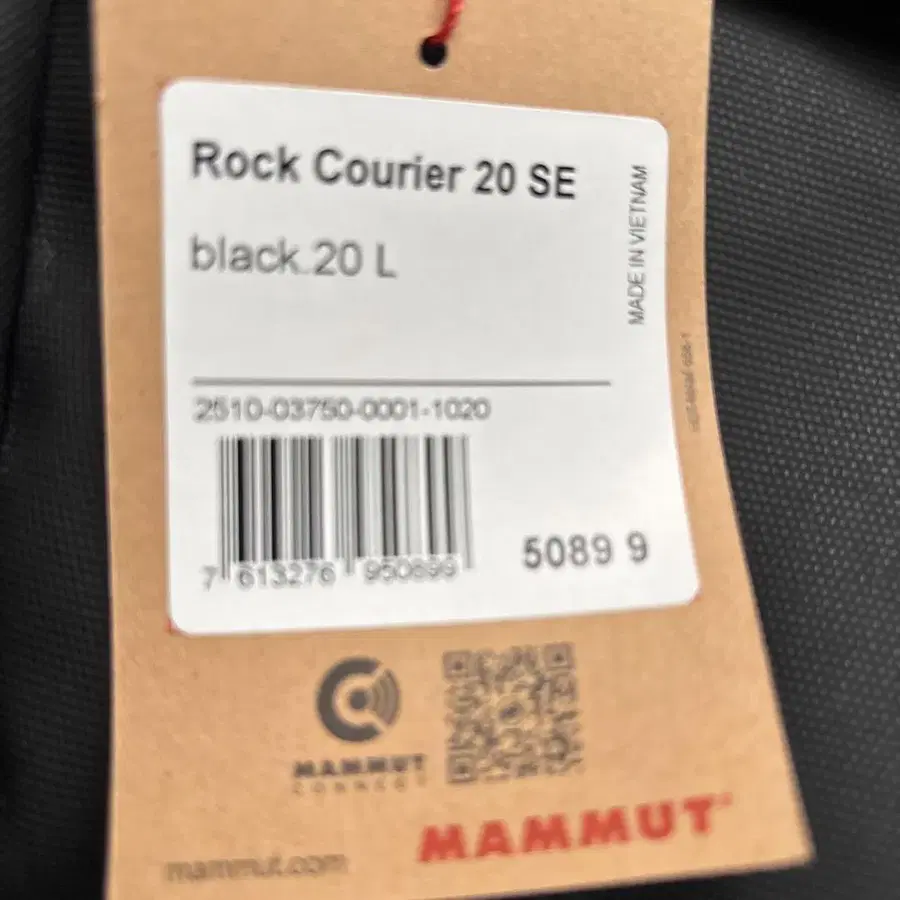 Rock Courier 20 SE
black.20 L
MADE IN VIETNAM
2510-03750-0001-1020
7 613276 950899
5089 9
MAMMUT
CONNECT
MAMMUT
mammut.com